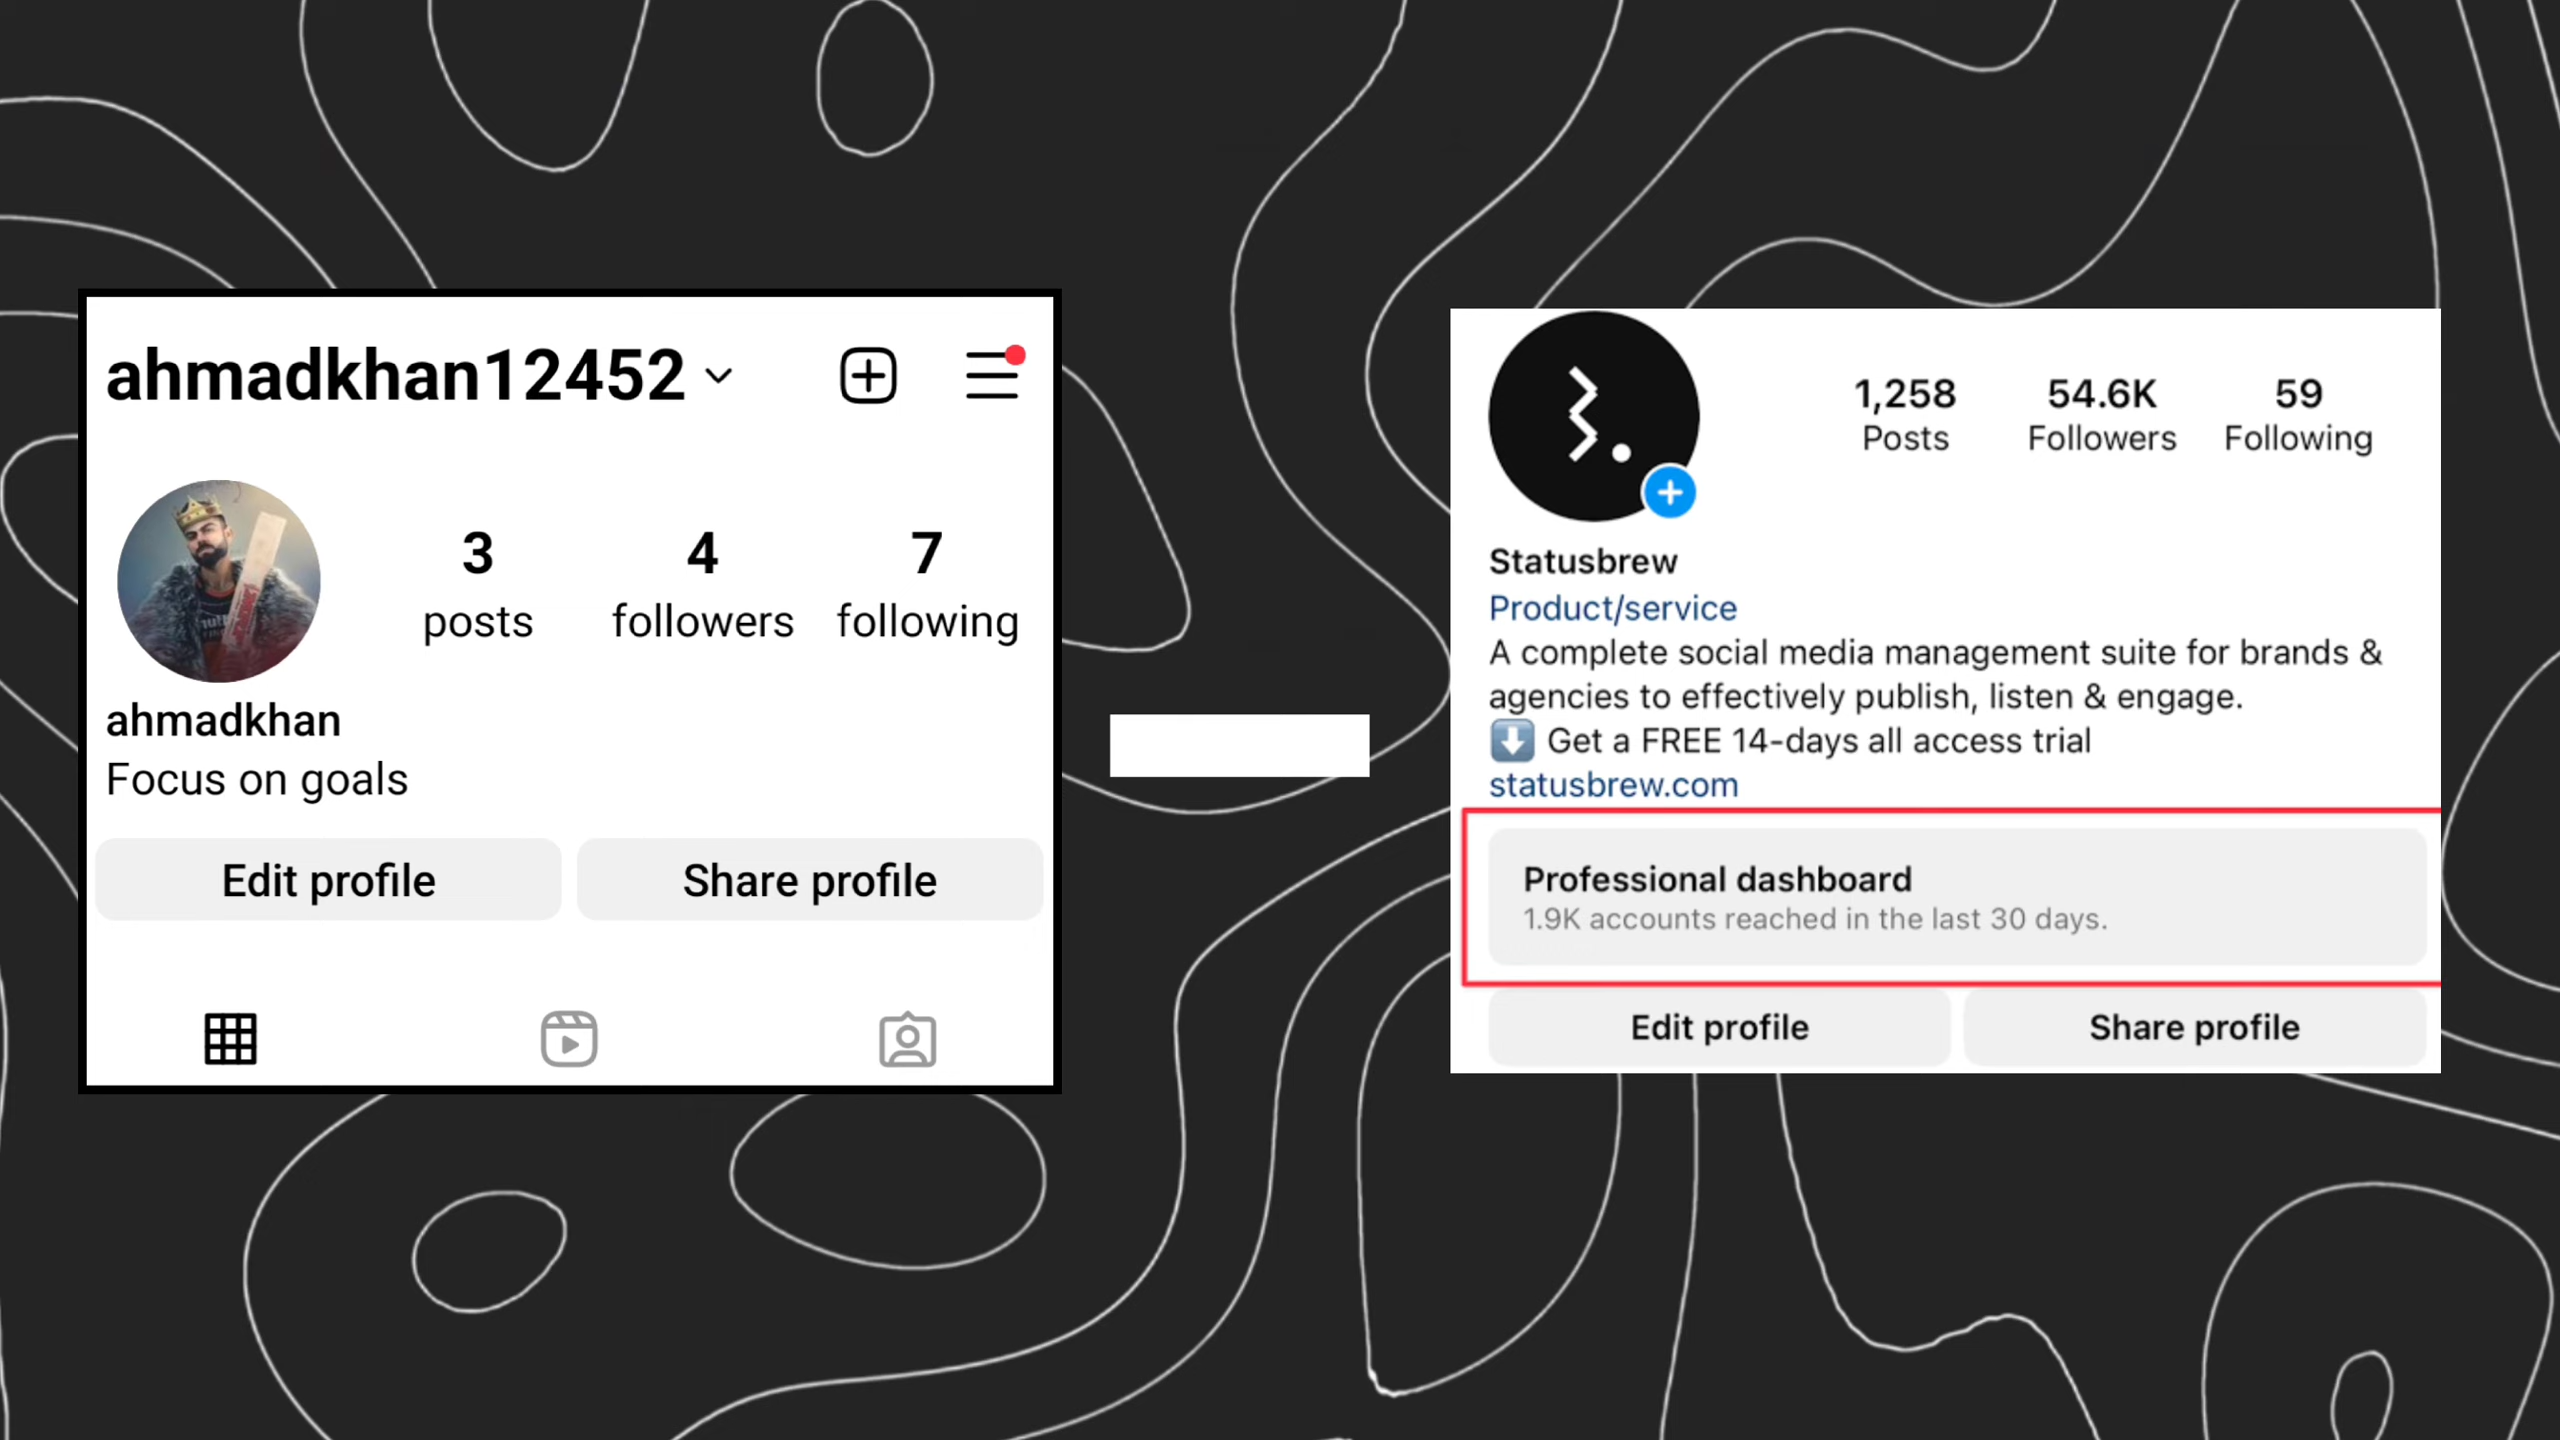 ahmadkhan12452
3 4 7
posts followers following
ahmadkhan
Focus on goals
Edit profile Share profile
1,258 54.6K 59
Posts Followers Following
Statusbrew
Product/service
A complete social media management suite for brands &
agencies to effectively publish, listen & engage.
⬇️ Get a FREE 14-days all access trial
statusbrew.com
Professional dashboard
1.9K accounts reached in the last 30 days.
Edit profile Share profile